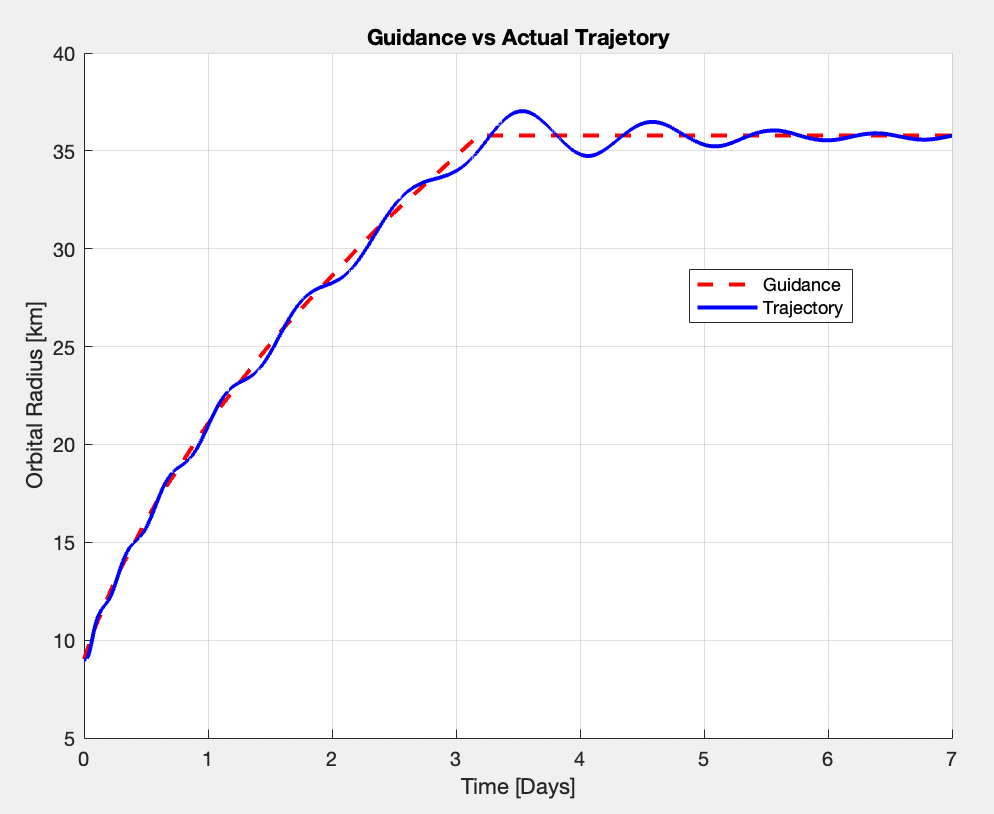 Guidance vs Actual Trajetory
40
35
30
25
20
15
10
5
Orbital Radius [km]
Guidance
Trajectory
0 1 2 3 4 5 6 7
Time [Days]